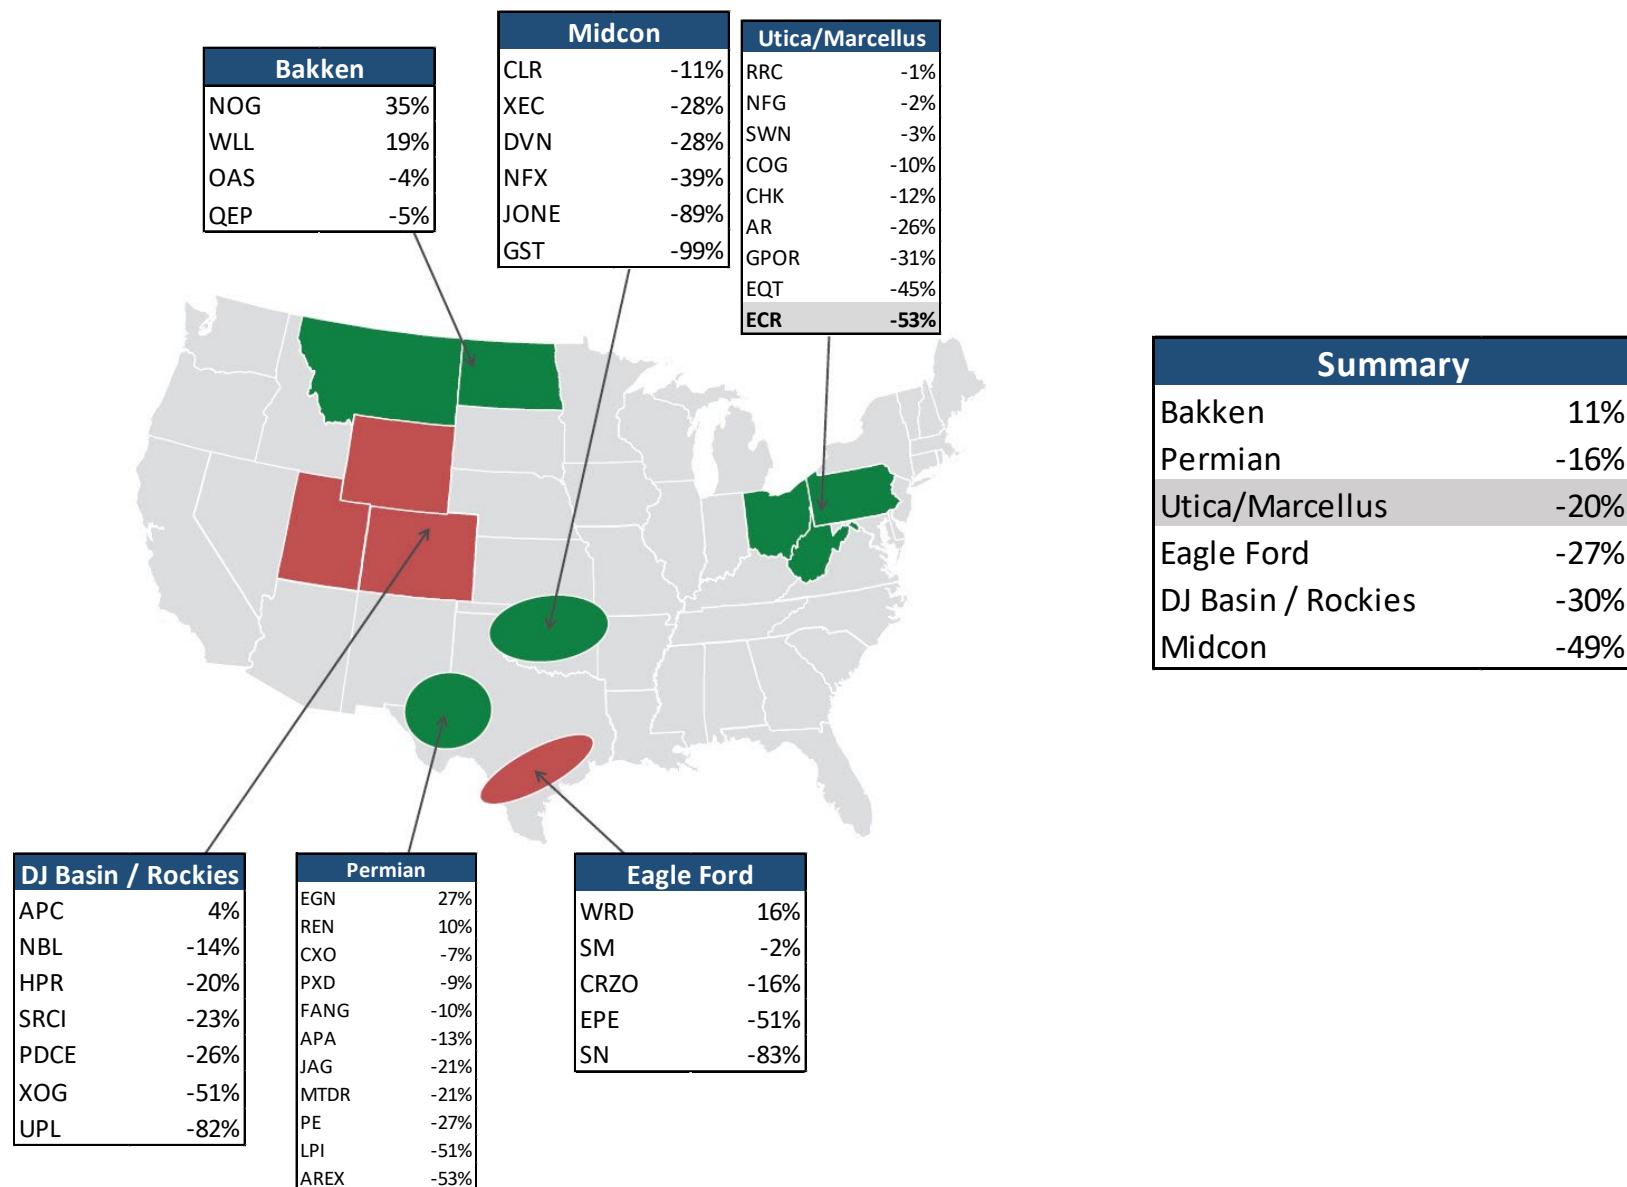 Bakken
NOG 35%
WLL 19%
OAS -4%
QEP -5%
Midcon
CLR -11%
XEC -28%
DVN -28%
NFX -39%
JONE -89%
GST -99%
Utica/Marcellus
RRC -1%
NFG -2%
SWN -3%
COG -10%
CHK -12%
AR -26%
GPOR -31%
EQT -45%
ECR -53%
Summary
Bakken 11%
Permian -16%
Utica/Marcellus -20%
Eagle Ford -27%
DJ Basin / Rockies -30%
Midcon -49%
DJ Basin / Rockies
APC 4%
NBL -14%
HPR -20%
SRCI -23%
PDCE -26%
XOG -51%
UPL -82%
Permian
EGN 27%
REN 10%
CXO -7%
PXD -9%
FANG -10%
APA -13%
JAG -21%
MTDR -21%
PE -27%
LPI -51%
AREX -53%
Eagle Ford
WRD 16%
SM -2%
CRZO -16%
EPE -51%
SN -83%